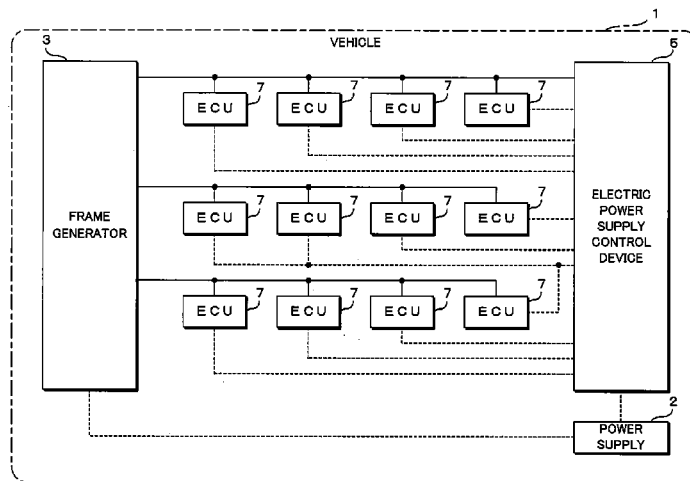 1
VEHICLE
3
5
FRAME
GENERATOR
ECU 7
ECU 7
ECU 7
ECU 7
ECU 7
ECU 7
ECU 7
ECU 7
ECU 7
ECU 7
ECU 7
ECU 7
ELECTRIC
POWER
SUPPLY
CONTROL
DEVICE
2
POWER
SUPPLY